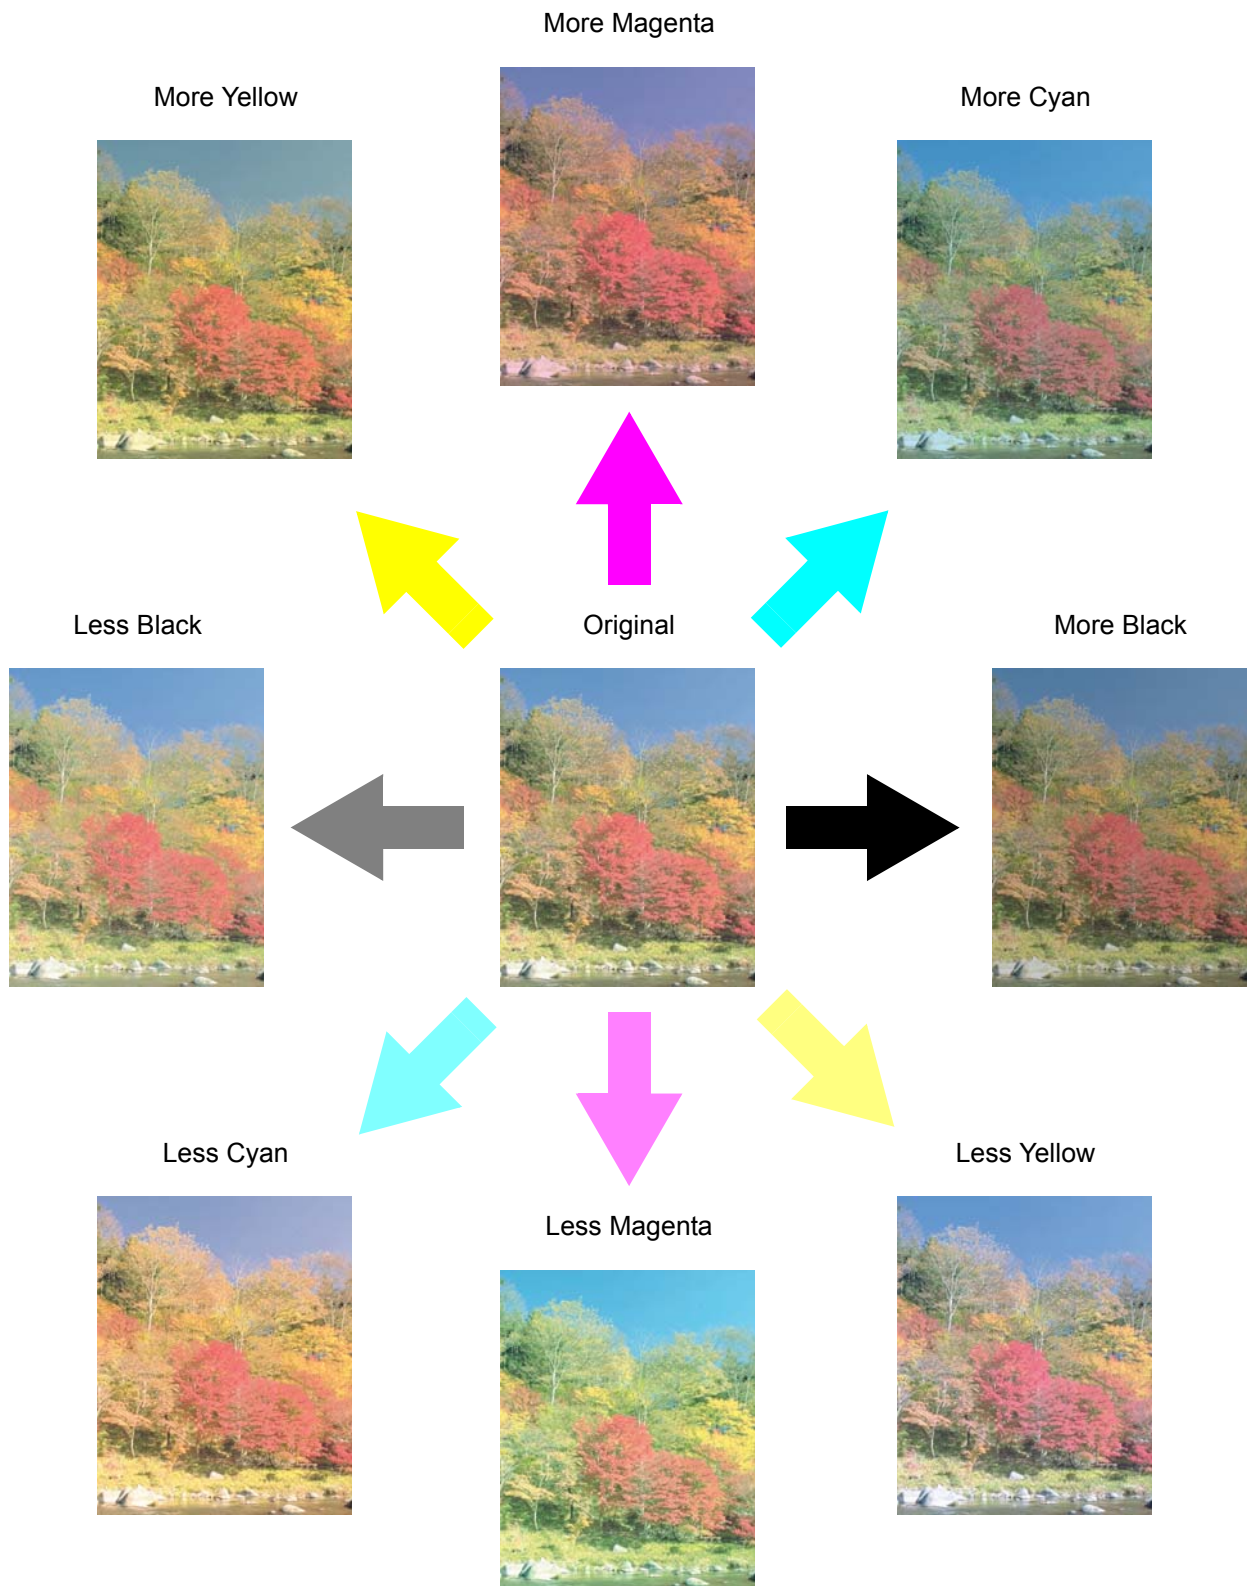 More Magenta
More Yellow
More Cyan
Less Black
Original
More Black
Less Cyan
Less Yellow
Less Magenta